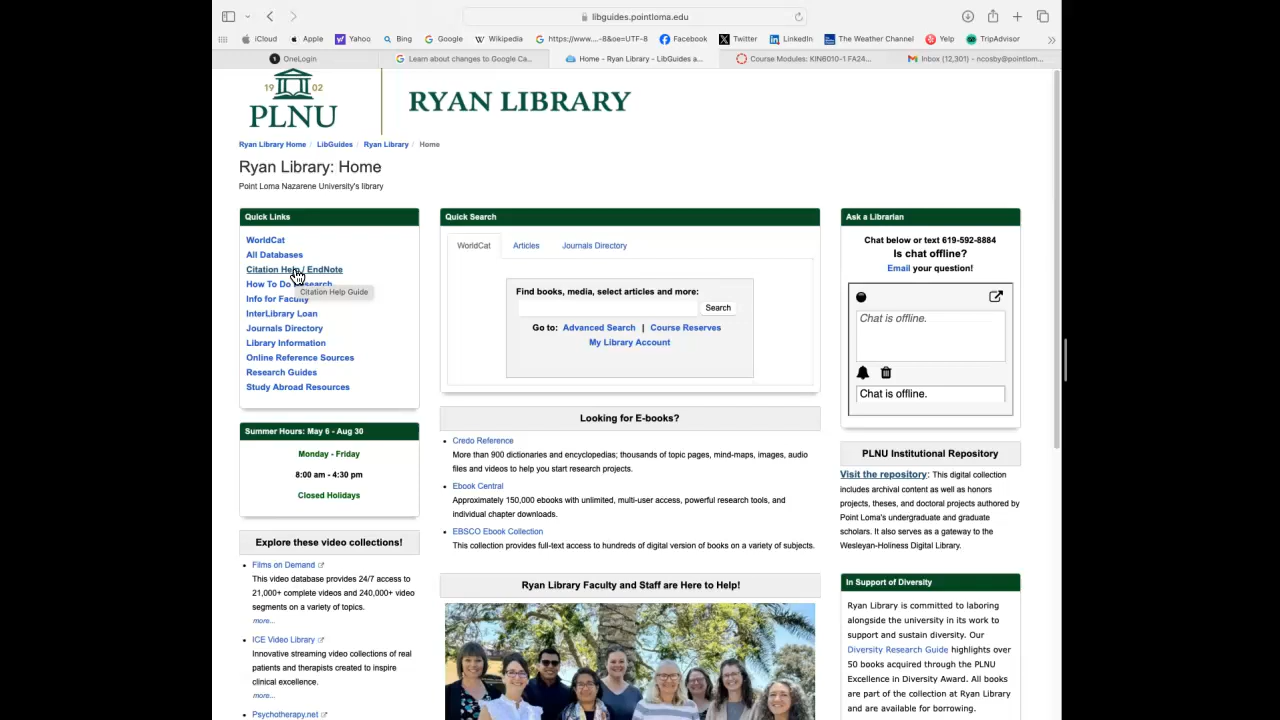 libguides.pointloma.edu
iCloud
Apple
Yahoo
Bing
Google
Wikipedia
https://www....-8&oe=UTF-8
Facebook
Twitter
LinkedIn
The Weather Channel
Yelp
TripAdvisor
OneLogin
Learn about changes to Google Ca...
Home - Ryan Library - LibGuides a...
Course Modules: KIN6010-1 FA24...
Inbox (12,301) - ncosby@pointlom...
19 02
PLNU
RYAN LIBRARY
Ryan Library Home / LibGuides / Ryan Library / Home
Ryan Library: Home
Point Loma Nazarene University's library
Quick Links
WorldCat
All Databases
Citation Help / EndNote
How To Do Research
Citation Help Guide
Info for Faculty
InterLibrary Loan
Journals Directory
Library Information
Online Reference Sources
Research Guides
Study Abroad Resources
Summer Hours: May 6 - Aug 30
Monday - Friday
8:00 am - 4:30 pm
Closed Holidays
Explore these video collections!
Films on Demand
This video database provides 24/7 access to
21,000+ complete videos and 240,000+ video
segments on a variety of topics.
more...
ICE Video Library
Innovative streaming video collections of real
patients and therapists created to inspire
clinical excellence.
more...
Psychotherapy.net
Quick Search
WorldCat
Articles
Journals Directory
Find books, media, select articles and more:
Search
Go to: Advanced Search | Course Reserves
My Library Account
Looking for E-books?
Credo Reference
More than 900 dictionaries and encyclopedias; thousands of topic pages, mind-maps, images, audio
files and videos to help you start research projects.
Ebook Central
Approximately 150,000 ebooks with unlimited, multi-user access, powerful research tools, and
individual chapter downloads.
EBSCO Ebook Collection
This collection provides full-text access to hundreds of digital version of books on a variety of subjects.
Ryan Library Faculty and Staff are Here to Help!
Ask a Librarian
Chat below or text 619-592-8884
Is chat offline?
Email your question!
Chat is offline.
Chat is offline.
PLNU Institutional Repository
Visit the repository: This digital collection
includes archival content as well as honors
projects, theses, and doctoral projects authored by
Point Loma's undergraduate and graduate
scholars. It also serves as a gateway to the
Wesleyan-Holiness Digital Library.
In Support of Diversity
Ryan Library is committed to laboring
alongside the university in its work to
support and sustain diversity. Our
Diversity Research Guide highlights over
50 books acquired through the PLNU
Excellence in Diversity Award. All books
are part of the collection at Ryan Library
and are available for borrowing.